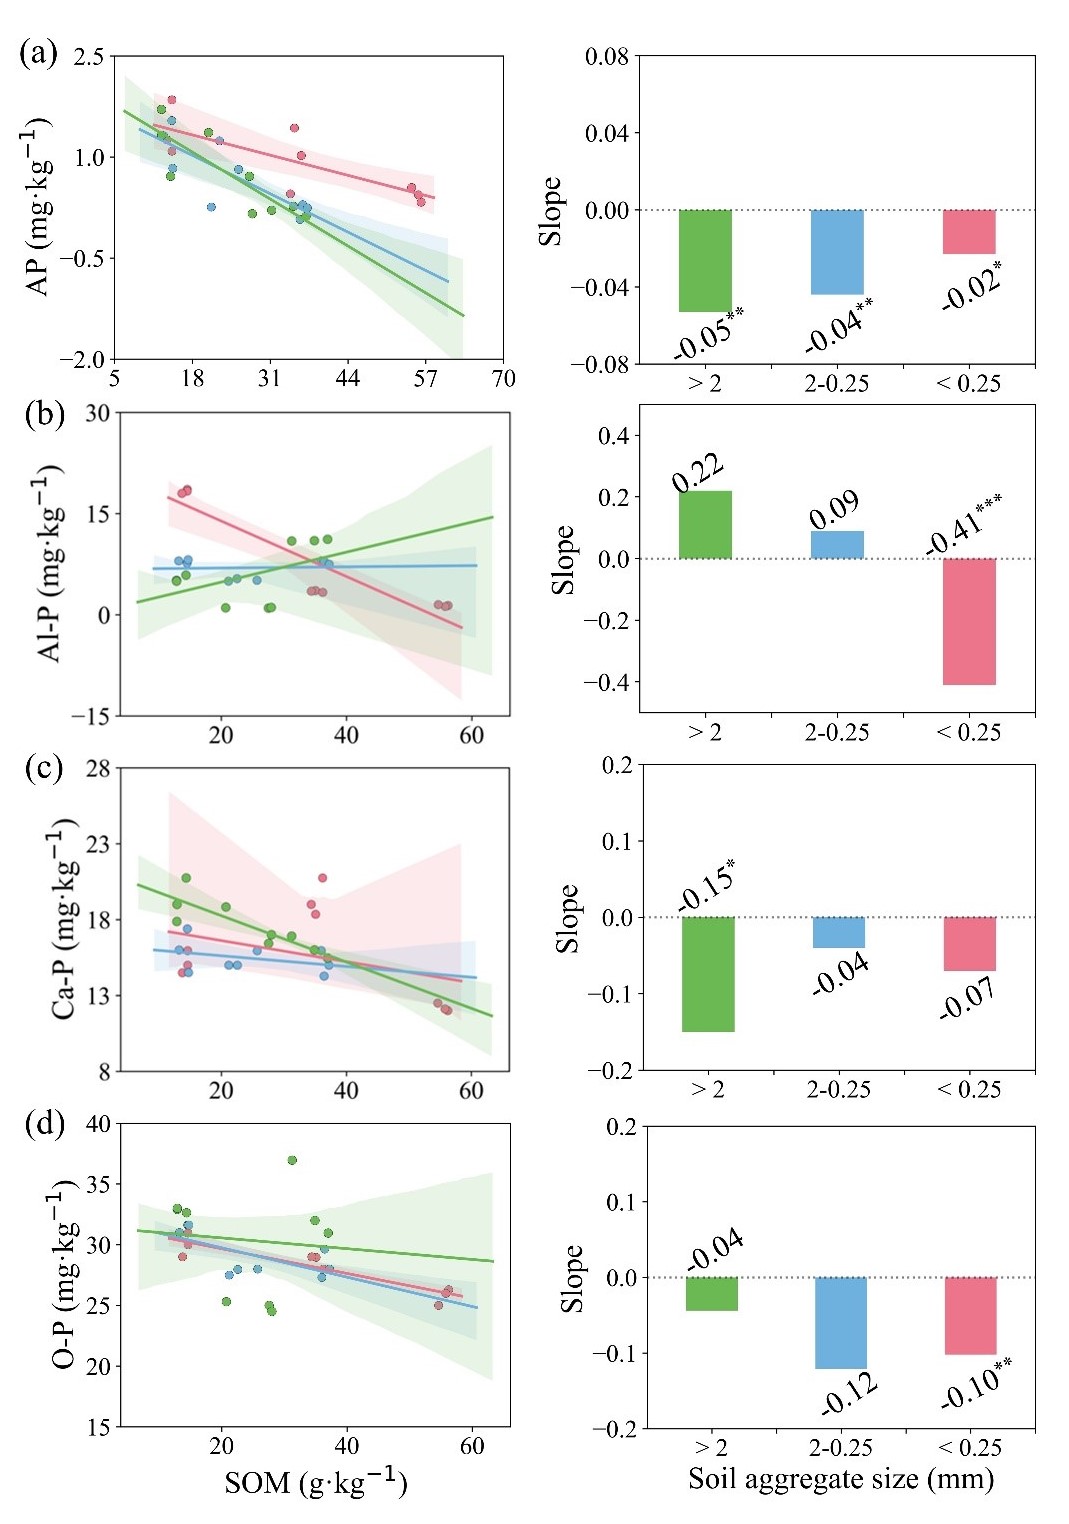 (a)
AP (mg·kg⁻¹)
2.5
1.0
−0.5
−2.0
5 18 31 44 57 70
Slope
0.08
0.04
0.00
−0.04
−0.08
-0.05**
-0.04**
-0.02*
> 2 2-0.25 < 0.25
(b)
Al-P (mg·kg⁻¹)
30
15
0
−15
20 40 60
Slope
0.4
0.2
0.0
−0.2
−0.4
0.22
0.09
-0.41***
> 2 2-0.25 < 0.25
(c)
Ca-P (mg·kg⁻¹)
28
23
18
13
8
20 40 60
Slope
0.2
0.1
0.0
−0.1
−0.2
-0.15*
-0.04
-0.07
> 2 2-0.25 < 0.25
(d)
O-P (mg·kg⁻¹)
40
35
30
25
20
15
20 40 60
SOM (g·kg⁻¹)
Slope
0.2
0.1
0.0
−0.1
−0.2
-0.04
-0.12
-0.10**
> 2 2-0.25 < 0.25
Soil aggregate size (mm)